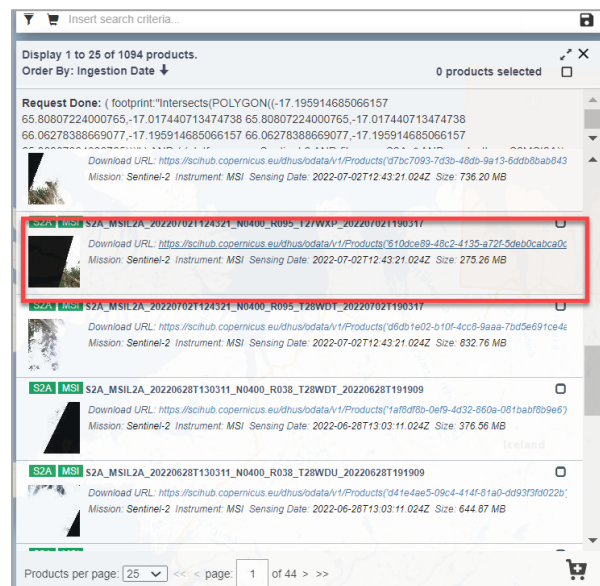 Insert search criteria...
Display 1 to 25 of 1094 products.
Order By: Ingestion Date
0 products selected
Request Done: ( footprint:"Intersects(POLYGON((-17.195914685066157
65.80807224000765,-17.017440713474738 65.80807224000765,-17.017440713474738
66.06278388669077,-17.195914685066157 66.06278388669077,-17.195914685066157
Download URL: https://scihub.copernicus.eu/dhus/odata/v1/Products('d7bc7093-7d3b-48db-9a13-6ddb8bab843
Mission: Sentinel-2 Instrument: MSI Sensing Date: 2022-07-02T12:43:21.024Z Size: 736.20 MB
S2A MSI S2A_MSIL2A_20220702T124321_N0400_R095_T27WXP_20220702T190317
Download URL: https://scihub.copernicus.eu/dhus/odata/v1/Products('610dce89-48c2-4135-a72f-5deb0cabca0c
Mission: Sentinel-2 Instrument: MSI Sensing Date: 2022-07-02T12:43:21.024Z Size: 275.26 MB
S2A MSI S2A_MSIL2A_20220702T124321_N0400_R095_T28WDT_20220702T190317
Download URL: https://scihub.copernicus.eu/dhus/odata/v1/Products('d6db1e02-b10f-4cc8-9aaa-7bd5e691ce4a
Mission: Sentinel-2 Instrument: MSI Sensing Date: 2022-07-02T12:43:21.024Z Size: 832.76 MB
S2A MSI S2A_MSIL2A_20220628T130311_N0400_R038_T28WDT_20220628T191909
Download URL: https://scihub.copernicus.eu/dhus/odata/v1/Products('1af8df8b-0ef9-4d32-860a-081babf8b9e6')
Mission: Sentinel-2 Instrument: MSI Sensing Date: 2022-06-28T13:03:11.024Z Size: 376.56 MB
Iceland
S2A MSI S2A_MSIL2A_20220628T130311_N0400_R038_T28WDU_20220628T191909
Download URL: https://scihub.copernicus.eu/dhus/odata/v1/Products('d41e4ae5-09c4-414f-81a0-dd93f3fd022b'
Mission: Sentinel-2 Instrument: MSI Sensing Date: 2022-06-28T13:03:11.024Z Size: 644.87 MB
Products per page: 25 << < page: 1 of 44 > >>